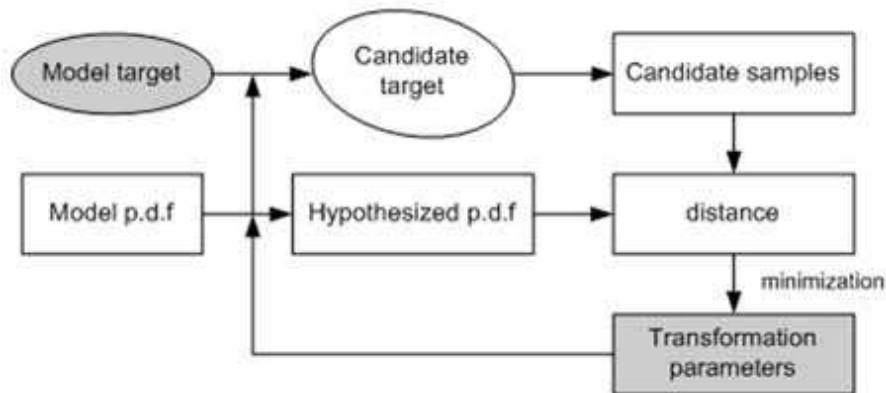 Model target
Candidate
target
Candidate samples
Model p.d.f
Hypothesized p.d.f
distance
minimization
Transformation
parameters